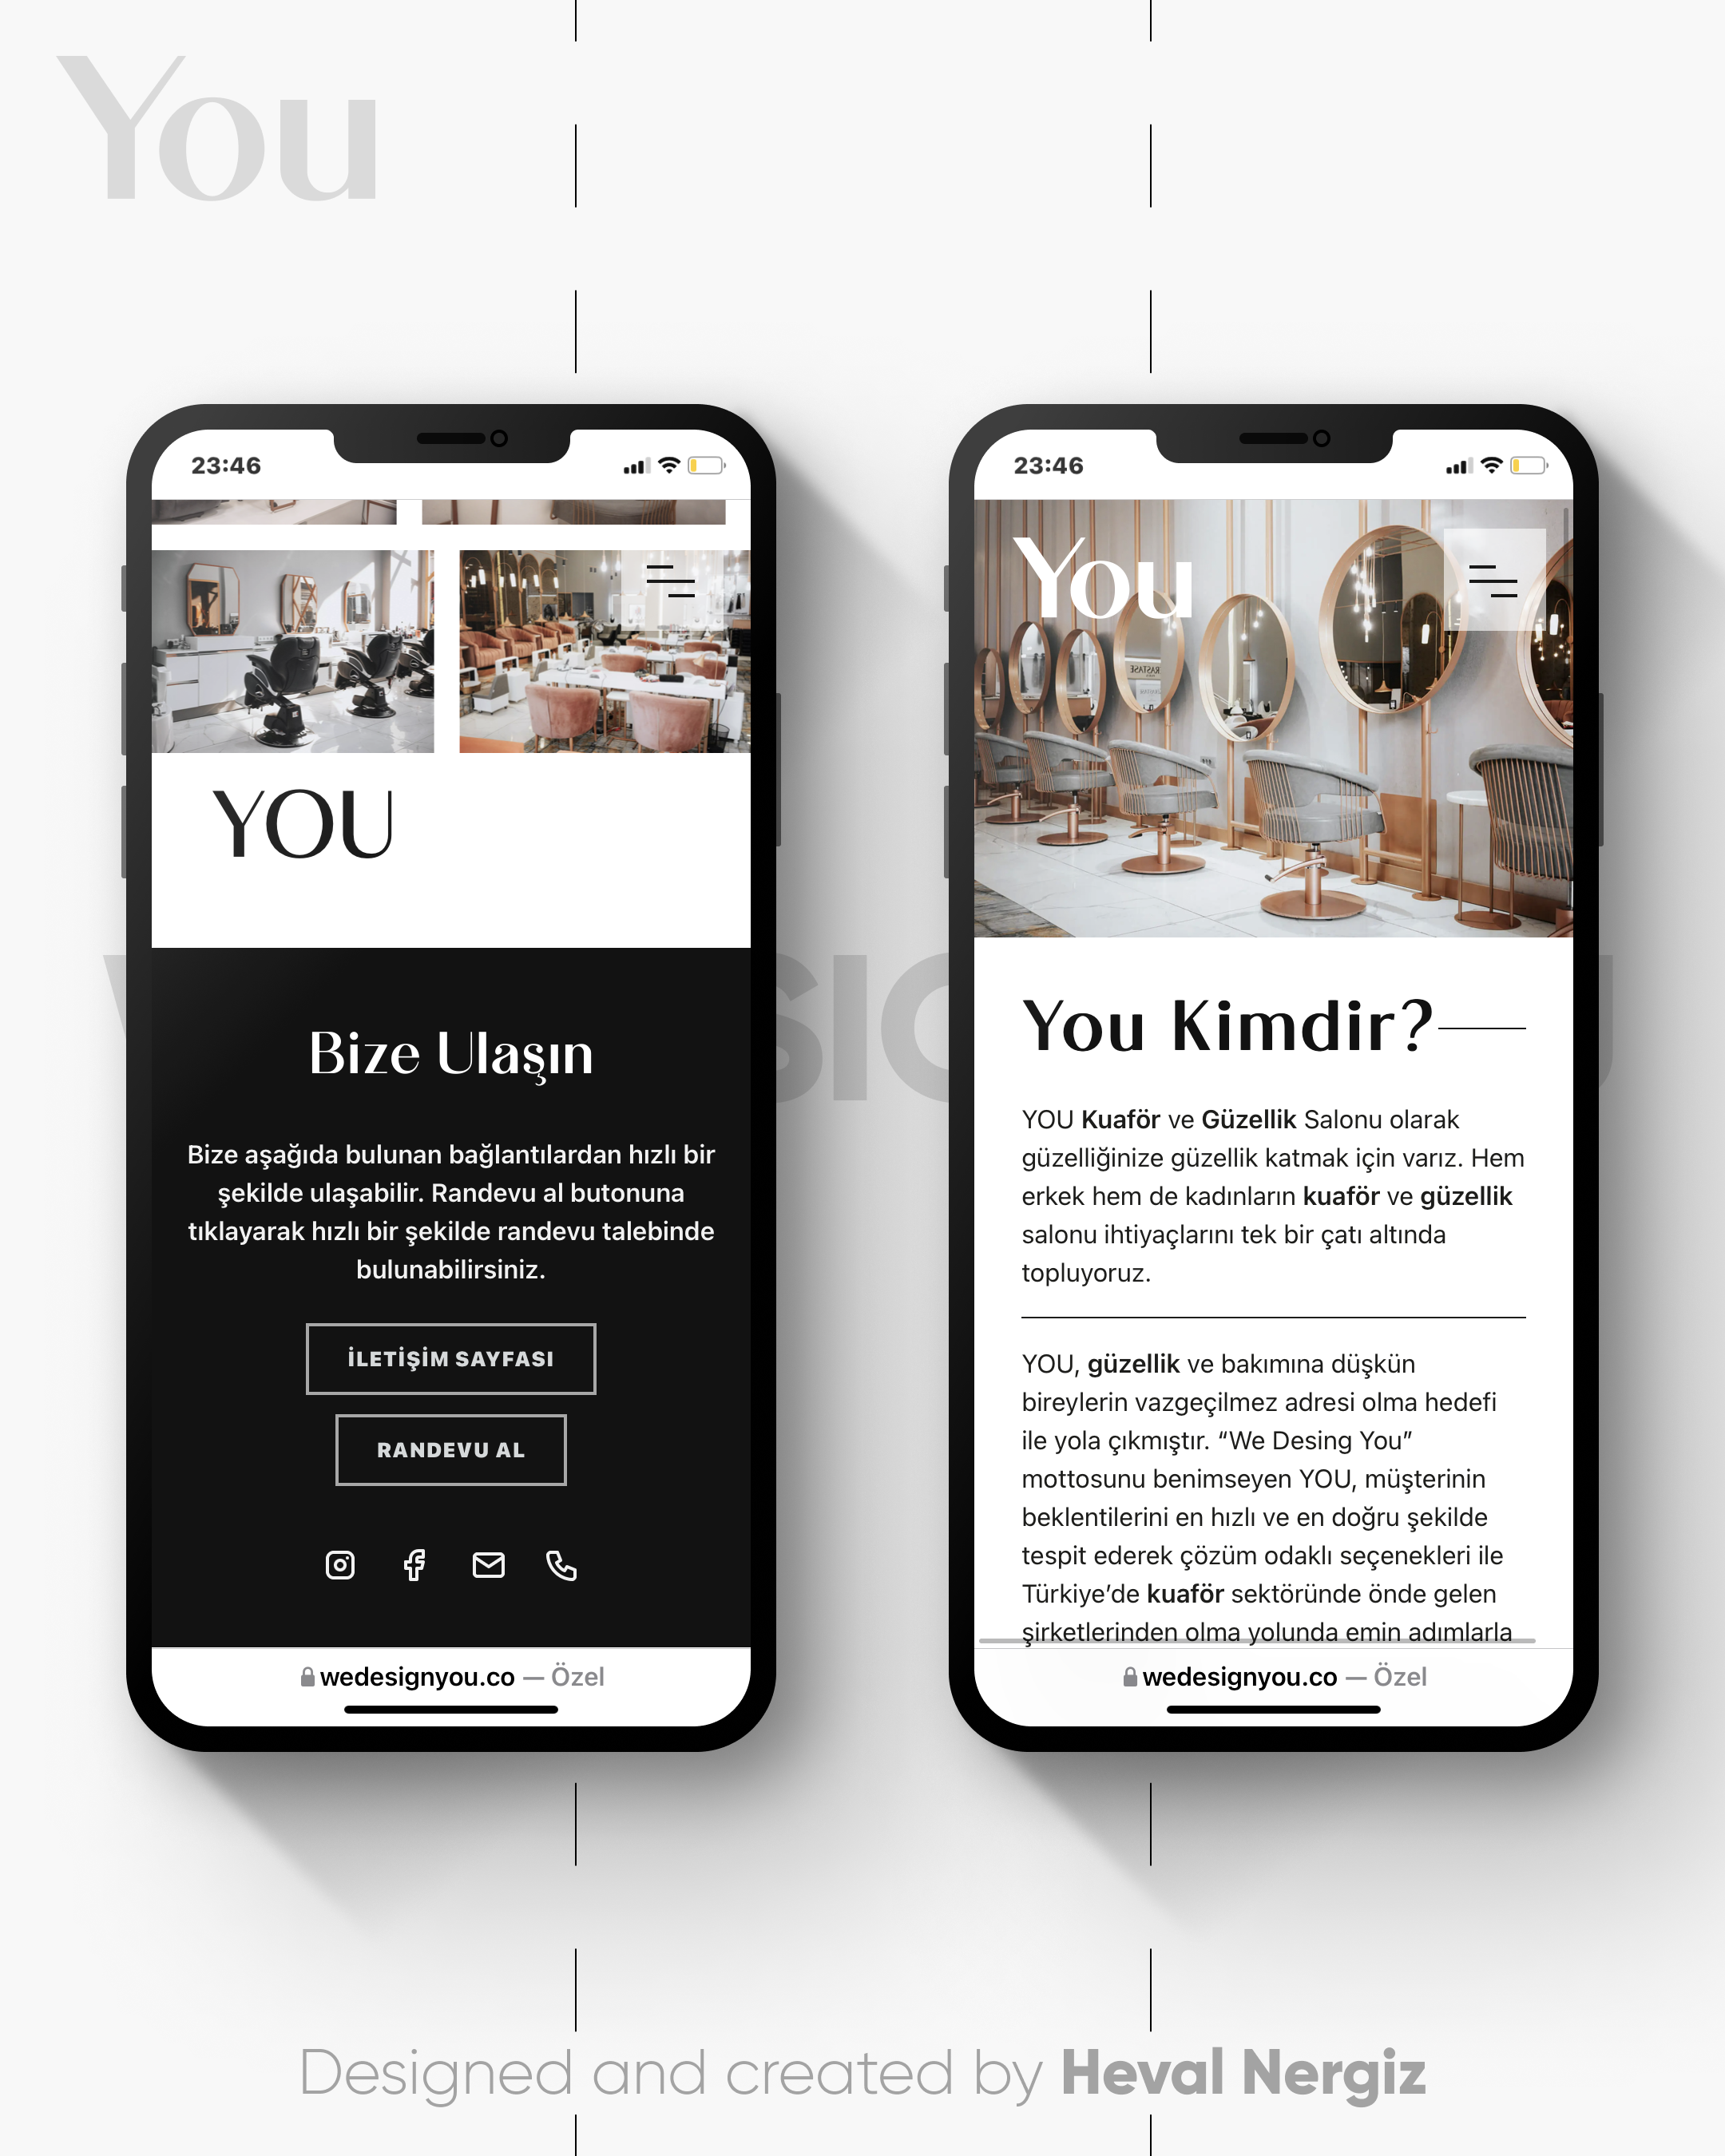 You
23:46
YOU
Bize Ulaşın
Bize aşağıda bulunan bağlantılardan hızlı bir
şekilde ulaşabilir. Randevu al butonuna
tıklayarak hızlı bir şekilde randevu talebinde
bulunabilirsiniz.
İLETİŞİM SAYFASI
RANDEVU AL
wedesignyou.co — Özel
23:46
You
You Kimdir?
YOU Kuaför ve Güzellik Salonu olarak
güzelliğinize güzellik katmak için varız. Hem
erkek hem de kadınların kuaför ve güzellik
salonu ihtiyaçlarını tek bir çatı altında
topluyoruz.
YOU, güzellik ve bakımına düşkün
bireylerin vazgeçilmez adresi olma hedefi
ile yola çıkmıştır. “We Desing You”
mottosunu benimseyen YOU, müşterinin
beklentilerini en hızlı ve en doğru şekilde
tespit ederek çözüm odaklı seçenekleri ile
Türkiye’de kuaför sektöründe önde gelen
şirketlerinden olma yolunda emin adımlarla
wedesignyou.co — Özel
Designed and created by Heval Nergiz